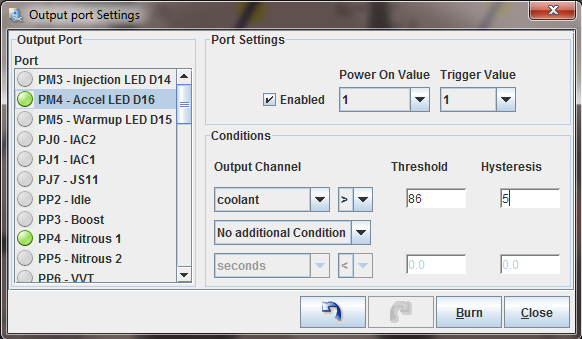 Output port Settings
Output Port
Port
PM3 - Injection LED D14
PM4 - Accel LED D16
PM5 - Warmup LED D15
PJ0 - IAC2
PJ1 - IAC1
PJ7 - JS11
PP2 - Idle
PP3 - Boost
PP4 - Nitrous 1
PP5 - Nitrous 2
PP6 - VVT
Port Settings
Power On Value Trigger Value
Enabled 1 1
Conditions
Output Channel Threshold Hysteresis
coolant > 86 5
No additional Condition
seconds < 0.0 0.0
Burn Close